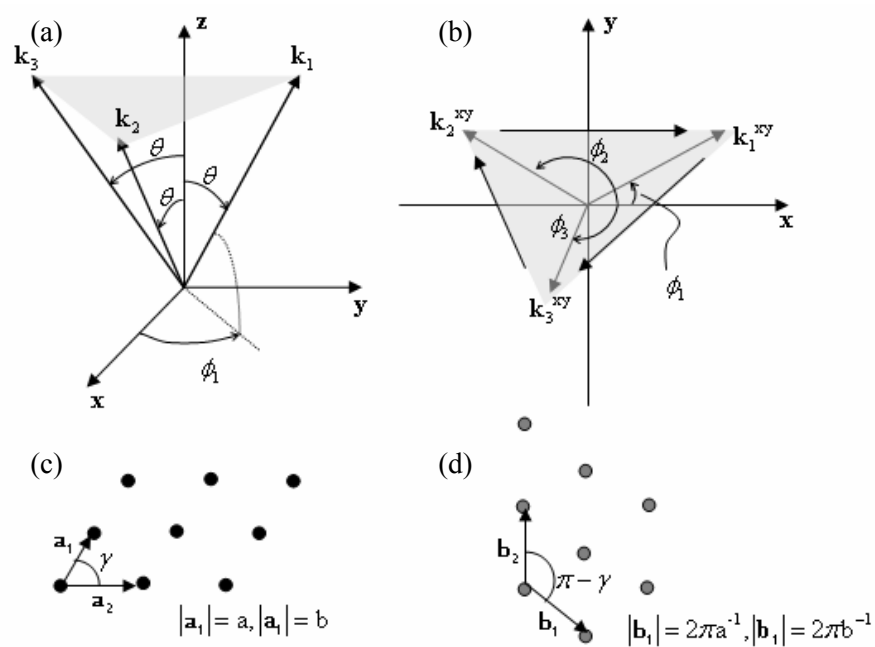 (a)
z
k₃
k₁
k₂
θ
θ
θ
y
ϕ₁
x
(b)
y
k₂ˣʸ
k₁ˣʸ
ϕ₂
x
ϕ₃
ϕ₁
k₃ˣʸ
(c)
a₁
γ
a₂
|a₁| = a, |a₁| = b
(d)
b₂
π − γ
b₁
|b₁| = 2πa⁻¹, |b₁| = 2πb⁻¹